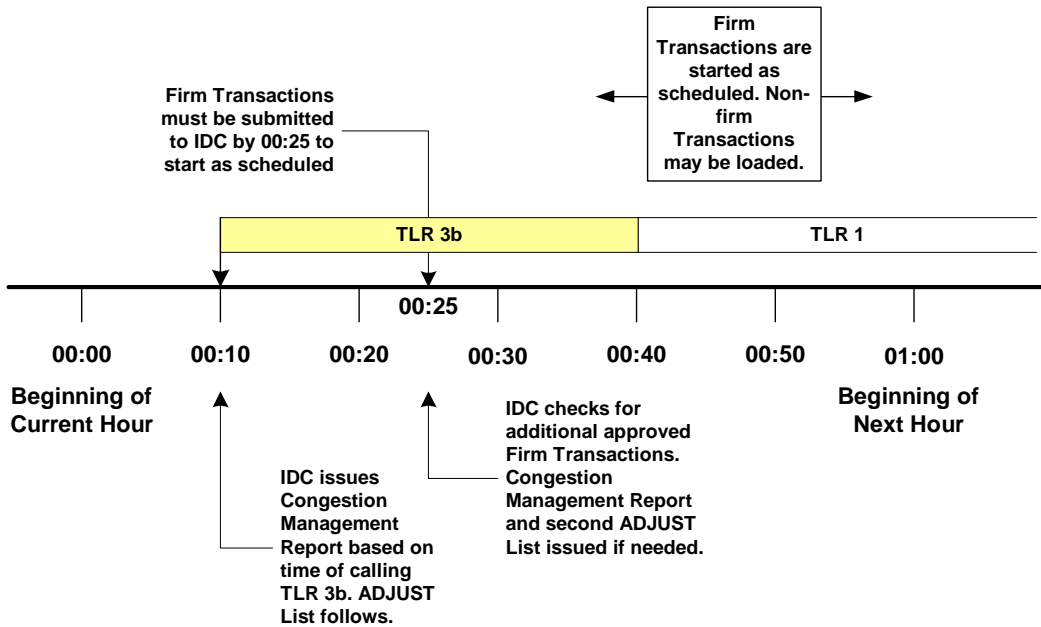 Firm
Transactions are
started as
scheduled. Non-
firm
Transactions
may be loaded.
Firm Transactions
must be submitted
to IDC by 00:25 to
start as scheduled
TLR 3b
TLR 1
00:25
00:00
00:10
00:20
00:30
00:40
00:50
01:00
Beginning of
Current Hour
Beginning of
Next Hour
IDC issues
Congestion
Management
Report based on
time of calling
TLR 3b. ADJUST
List follows.
IDC checks for
additional approved
Firm Transactions.
Congestion
Management Report
and second ADJUST
List issued if needed.